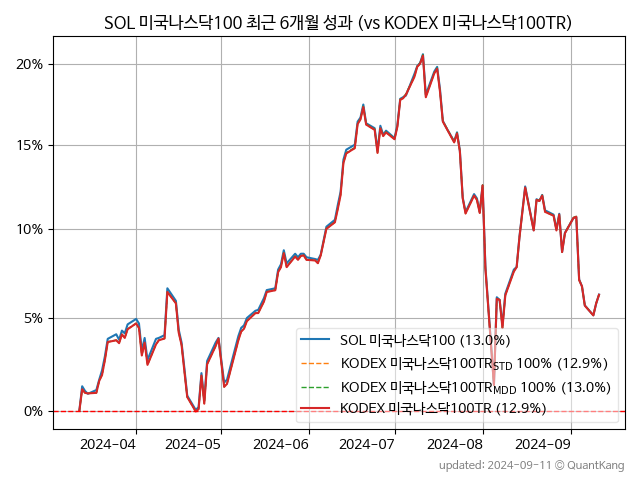 SOL 미국나스닥100 최근 6개월 성과 (vs KODEX 미국나스닥100TR)
20%
15%
10%
5%
0%
SOL 미국나스닥100 (13.0%)
KODEX 미국나스닥100TR_STD 100% (12.9%)
KODEX 미국나스닥100TR_MDD 100% (13.0%)
KODEX 미국나스닥100TR (12.9%)
2024-04 2024-05 2024-06 2024-07 2024-08 2024-09
updated: 2024-09-11 © QuantKang